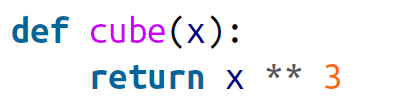 def cube(x):
    return x ** 3